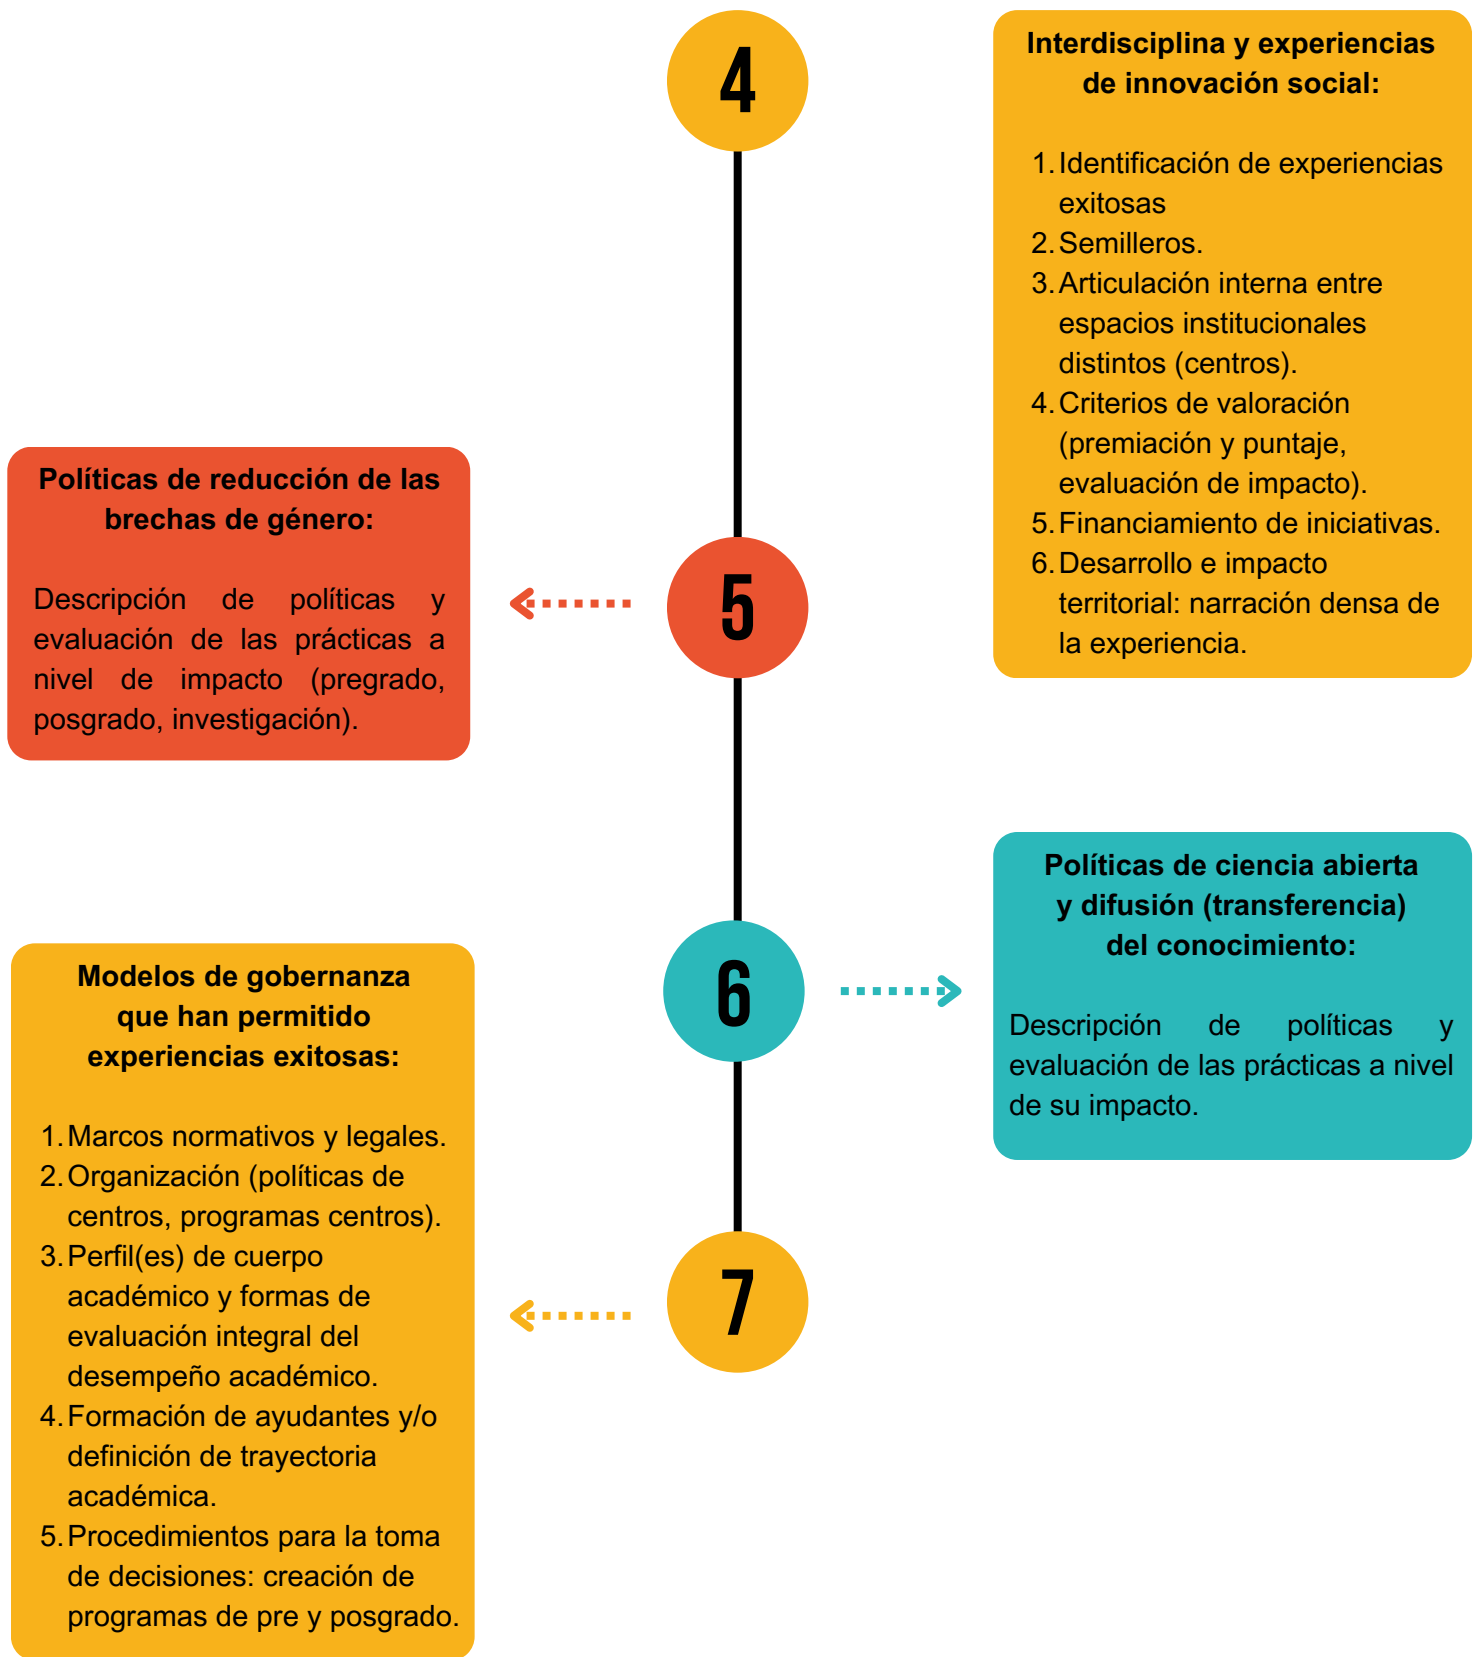 4
Interdisciplina y experiencias
de innovación social:
1. Identificación de experiencias
exitosas
2. Semilleros.
3. Articulación interna entre
espacios institucionales
distintos (centros).
4. Criterios de valoración
(premiación y puntaje,
evaluación de impacto).
5. Financiamiento de iniciativas.
6. Desarrollo e impacto
territorial: narración densa de
la experiencia.
5
Políticas de reducción de las
brechas de género:
Descripción de políticas y
evaluación de las prácticas a
nivel de impacto (pregrado,
posgrado, investigación).
6
Políticas de ciencia abierta
y difusión (transferencia)
del conocimiento:
Descripción de políticas y
evaluación de las prácticas a nivel
de su impacto.
7
Modelos de gobernanza
que han permitido
experiencias exitosas:
1. Marcos normativos y legales.
2. Organización (políticas de
centros, programas centros).
3. Perfil(es) de cuerpo
académico y formas de
evaluación integral del
desempeño académico.
4. Formación de ayudantes y/o
definición de trayectoria
académica.
5. Procedimientos para la toma
de decisiones: creación de
programas de pre y posgrado.